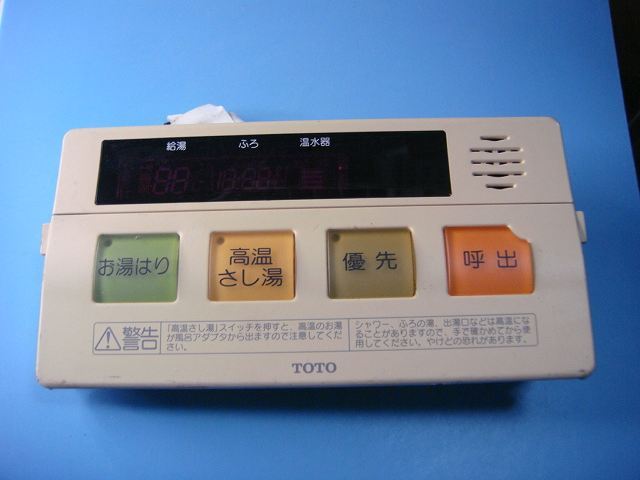 給湯 ふろ 温水器
お湯はり
高温
さし湯
優先
呼出
警告
「高温さし湯」スイッチを押すと、高温のお湯
が風呂アダプタから出ますので注意してくだ
さい。
シャワー、ふろの湯、出湯口などは高温にな
ることがありますので、手で確かめてから使
用してください。やけどの恐れがあります。
TOTO